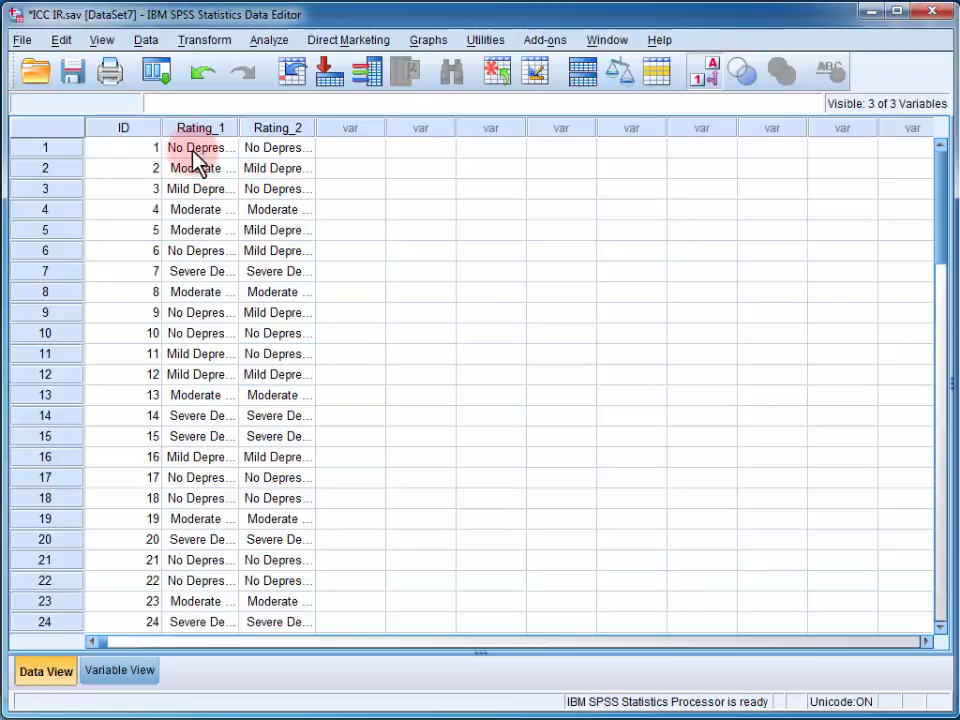 *ICC IR.sav [DataSet7] - IBM SPSS Statistics Data Editor
File Edit View Data Transform Analyze Direct Marketing Graphs Utilities Add-ons Window Help
Visible: 3 of 3 Variables
ID Rating_1 Rating_2 var var var var var var var var var
1 1 No Depres... No Depres...
2 2 Moderate ... Mild Depre...
3 3 Mild Depre... No Depres...
4 4 Moderate ... Moderate ...
5 5 Moderate ... Mild Depre...
6 6 No Depres... Mild Depre...
7 7 Severe De... Severe De...
8 8 Moderate ... Moderate ...
9 9 No Depres... Mild Depre...
10 10 No Depres... No Depres...
11 11 Mild Depre... No Depres...
12 12 Mild Depre... Mild Depre...
13 13 Moderate ... Moderate ...
14 14 Severe De... Severe De...
15 15 Severe De... Severe De...
16 16 Mild Depre... Mild Depre...
17 17 No Depres... No Depres...
18 18 No Depres... No Depres...
19 19 Moderate ... Moderate ...
20 20 Severe De... Severe De...
21 21 No Depres... No Depres...
22 22 No Depres... No Depres...
23 23 Moderate ... Moderate ...
24 24 Severe De... Severe De...
Data View Variable View
IBM SPSS Statistics Processor is ready Unicode:ON